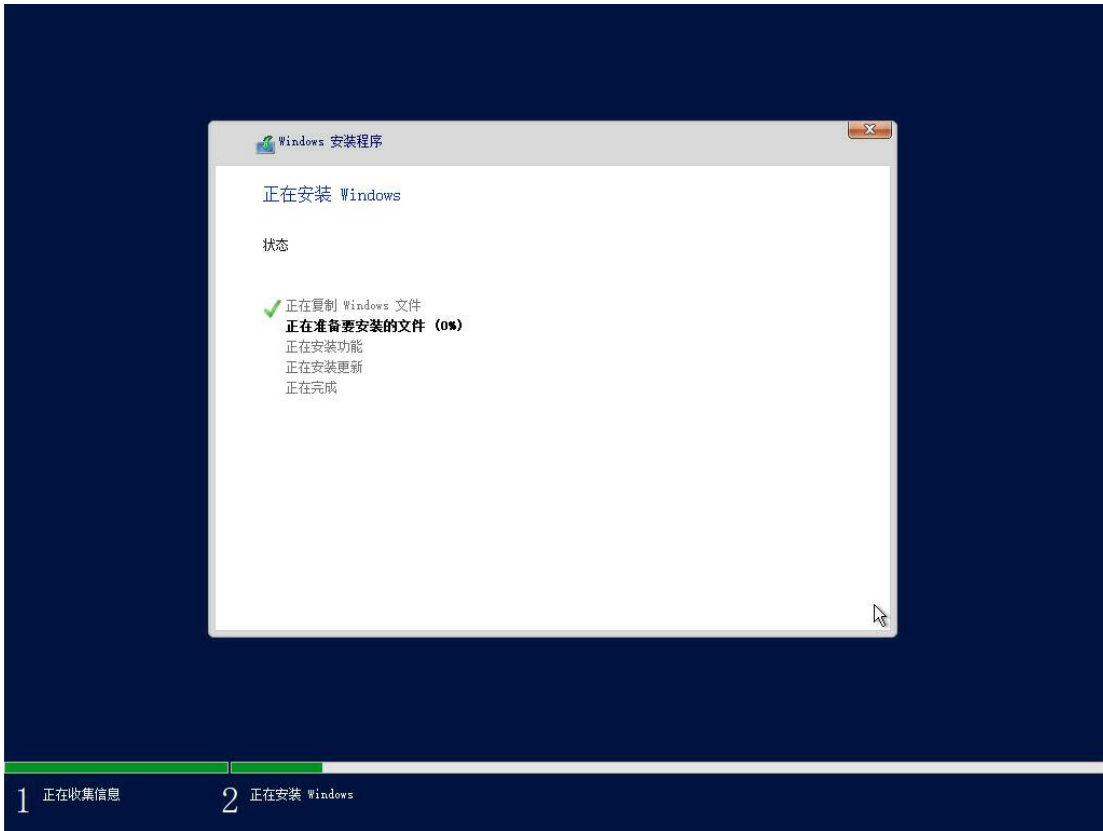 Windows 安装程序
正在安装 Windows
状态
正在复制 Windows 文件
正在准备要安装的文件 (0%)
正在安装功能
正在安装更新
正在完成
1 正在收集信息
2 正在安装 Windows